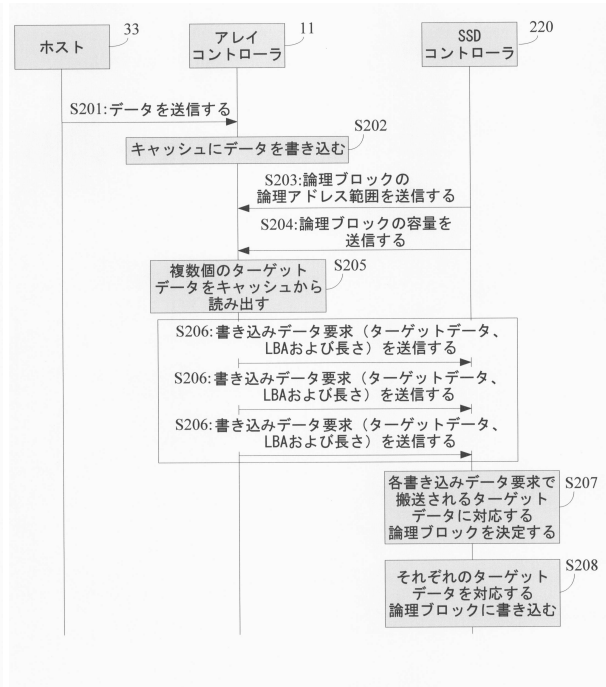 ホスト
33
アレイ
コントローラ
11
SSD
コントローラ
220
S201:データを送信する
S202
キャッシュにデータを書き込む
S203:論理ブロックの
論理アドレス範囲を送信する
S204:論理ブロックの容量を
送信する
S205
複数個のターゲット
データをキャッシュから
読み出す
S206:書き込みデータ要求（ターゲットデータ、
LBAおよび長さ）を送信する
S206:書き込みデータ要求（ターゲットデータ、
LBAおよび長さ）を送信する
S206:書き込みデータ要求（ターゲットデータ、
LBAおよび長さ）を送信する
各書き込みデータ要求で
S207
搬送されるターゲット
データに対応する
論理ブロックを決定する
S208
それぞれのターゲット
データを対応する
論理ブロックに書き込む